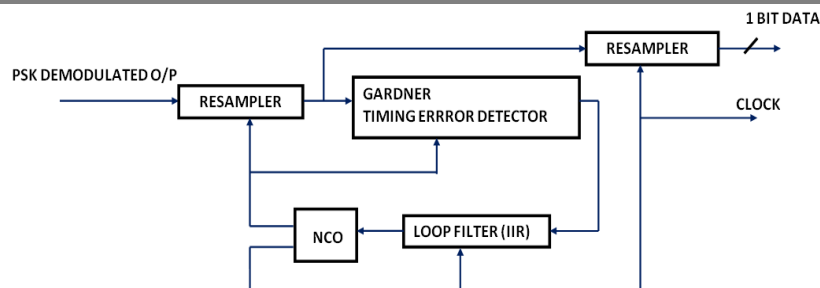 1 BIT DATA
RESAMPLER
PSK DEMODULATED O/P
RESAMPLER
GARDNER
TIMING ERRROR DETECTOR
CLOCK
NCO
LOOP FILTER (IIR)